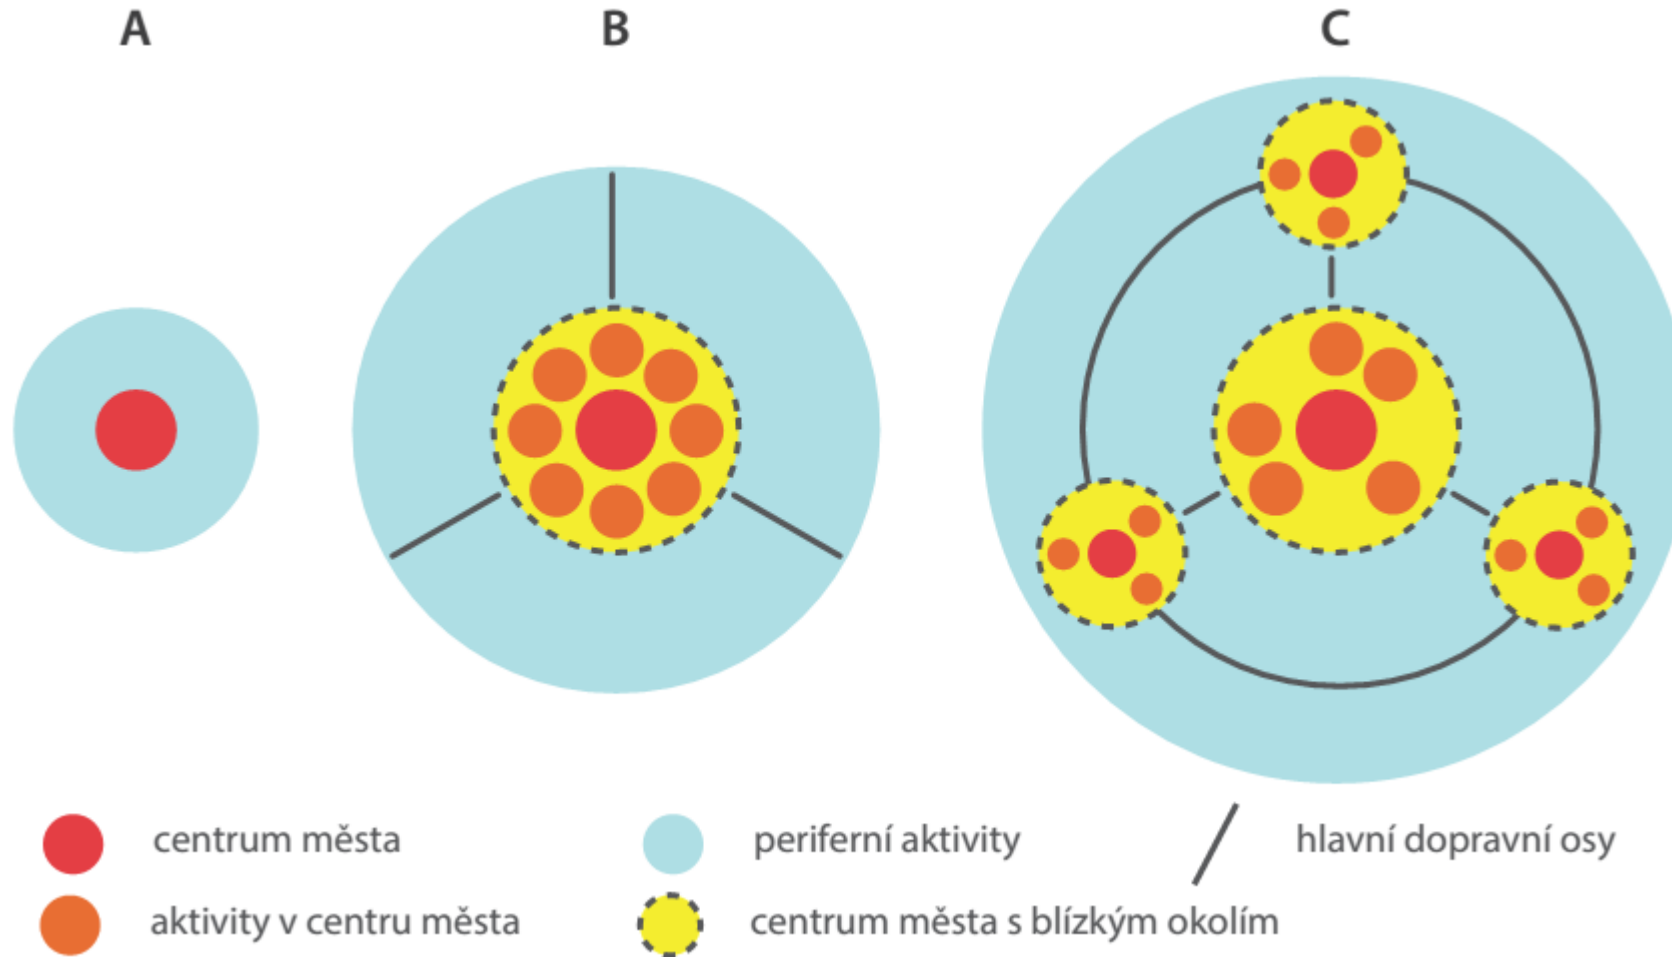 A
B
C
centrum města
periferní aktivity
hlavní dopravní osy
aktivity v centru města
centrum města s blízkým okolím